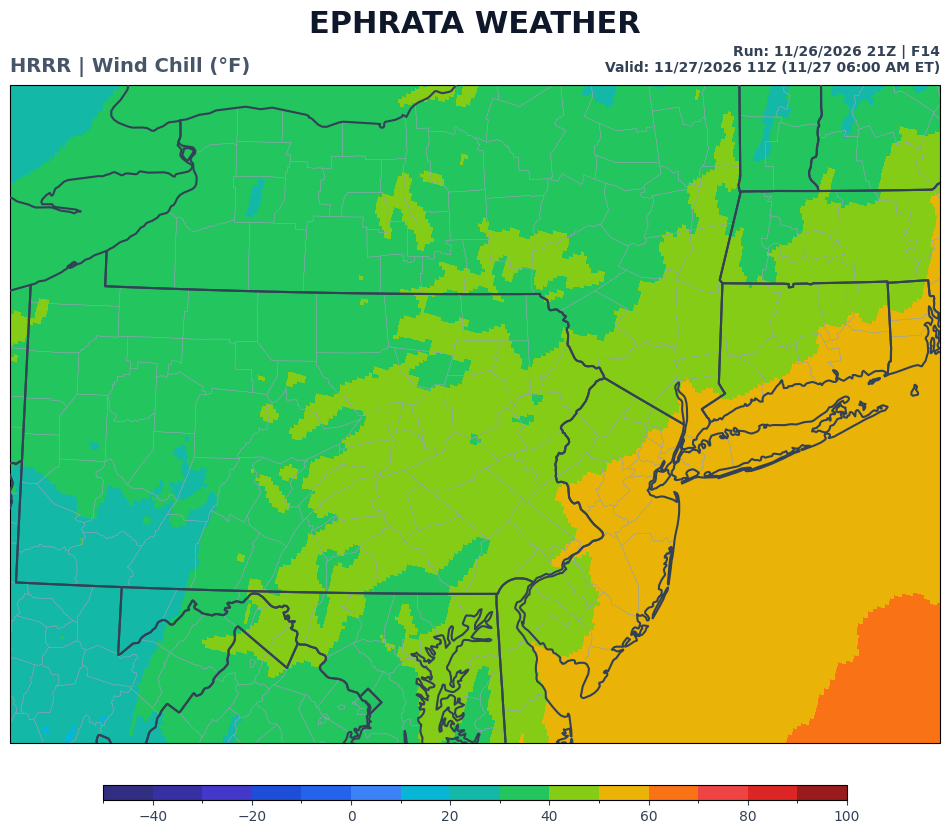 EPHRATA WEATHER
HRRR | Wind Chill (°F)
Run: 11/26/2026 21Z | F14
Valid: 11/27/2026 11Z (11/27 06:00 AM ET)
−40 −20 0 20 40 60 80 100